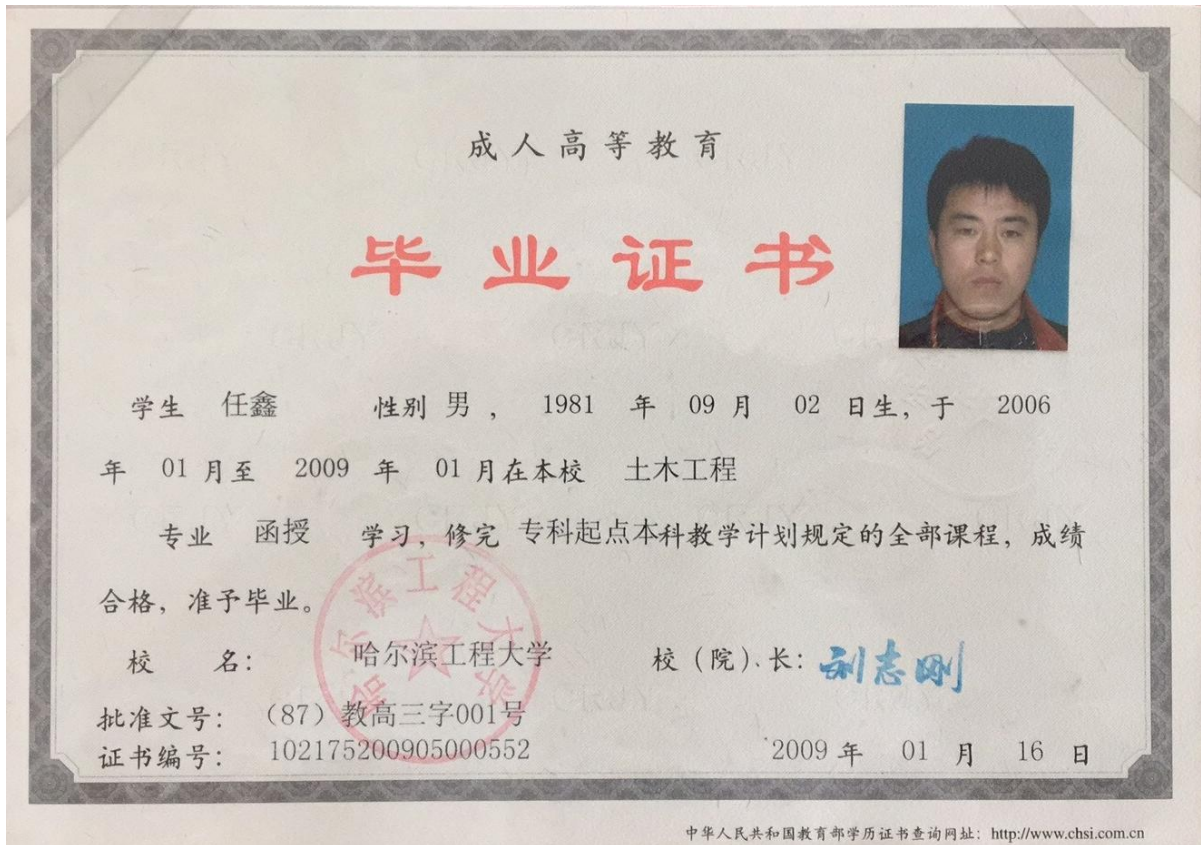 成人高等教育
毕业证书
学生 任鑫 性别 男 ， 1981 年 09 月 02 日生，于 2006
年 01 月至 2009 年 01 月在本校 土木工程
专业 函授 学习，修完 专科起点本科教学计划规定的全部课程，成绩
合格，准予毕业。
校 名： 哈尔滨工程大学 校（院）、长：刘志刚
批准文号： （87）教高三字001号
证书编号： 102175200905000552 2009 年 01 月 16 日
哈尔滨工程大学
中华人民共和国教育部学历证书查询网址：http://www.chsi.com.cn